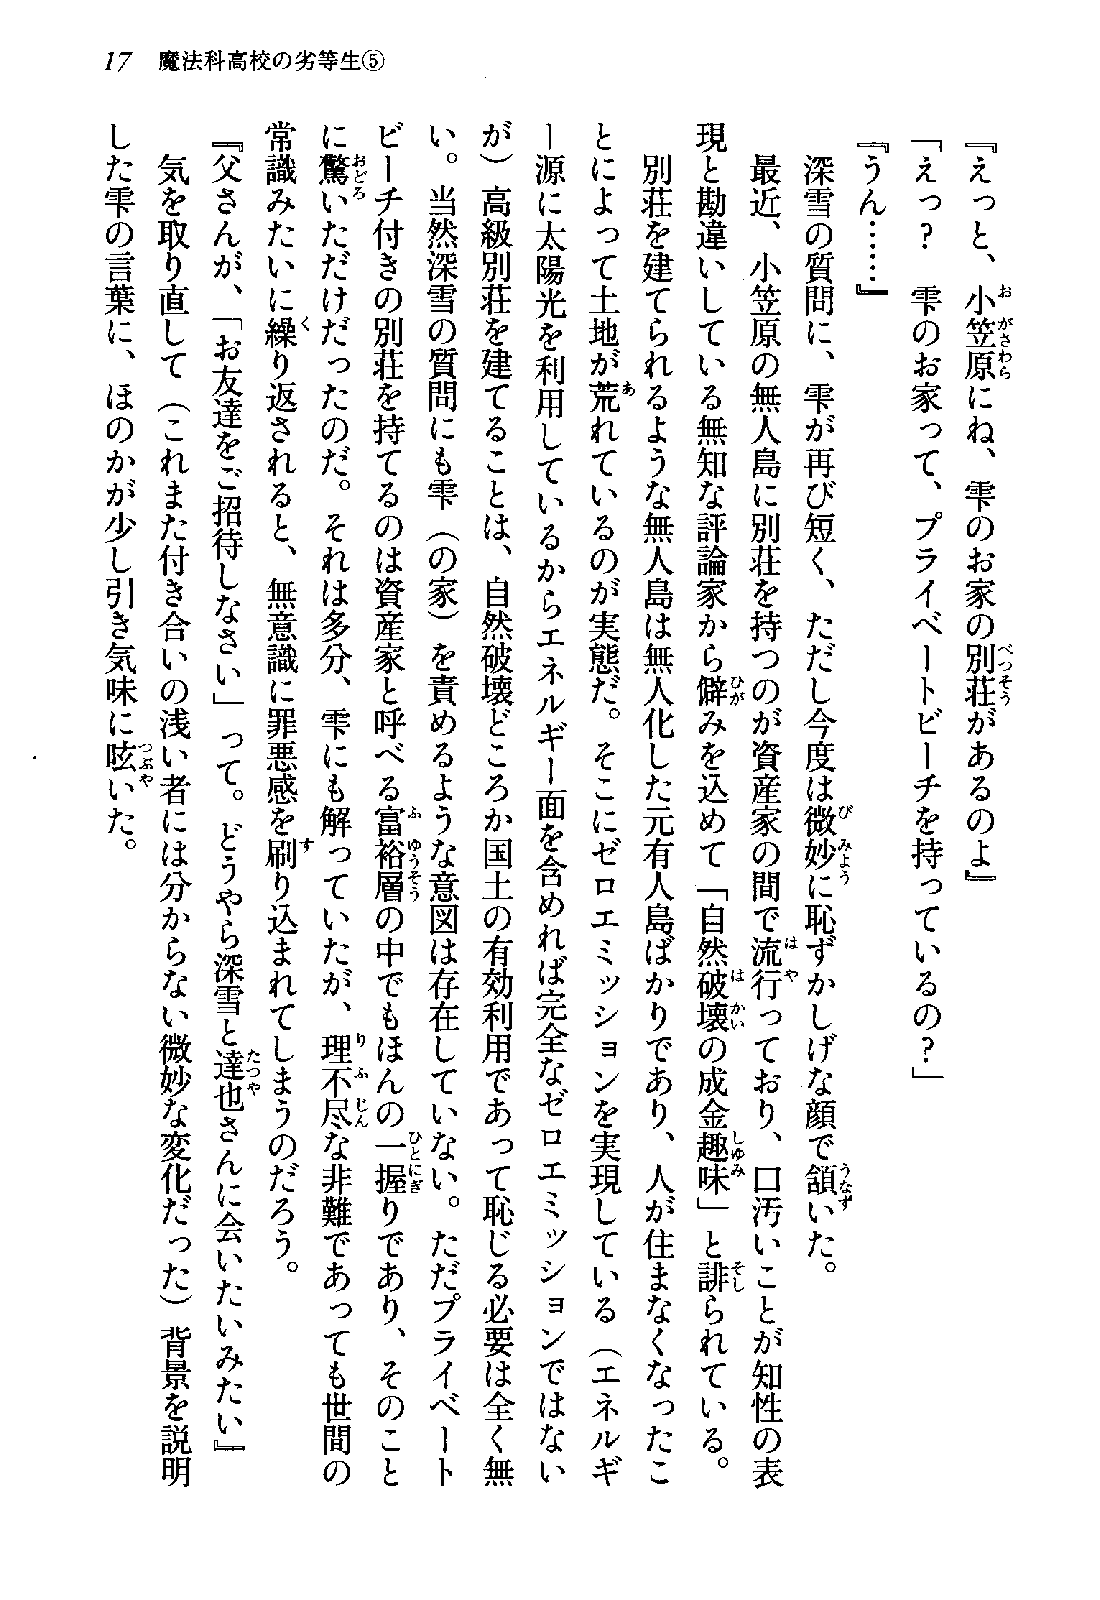 17 魔法科高校の劣等生⑤
『えっと、小笠原にね、雫のお家の別荘があるのよ』
「えっ？　雫のお家って、プライベートビーチを持っているの？」
『うん……』
　深雪の質問に、雫が再び短く、ただし今度は微妙に恥ずかしげな顔で頷いた。
　最近、小笠原の無人島に別荘を持つのが資産家の間で流行っており、口汚いことが知性の表
現と勘違いしている無知な評論家から僻みを込めて「自然破壊の成金趣味」と誹られている。
　別荘を建てられるような無人島は無人化した元有人島ばかりであり、人が住まなくなったこ
とによって土地が荒れているのが実態だ。そこにゼロエミッションを実現している（エネルギ
ー源に太陽光を利用しているからエネルギー面を含めれば完全なゼロエミッションではない
が）高級別荘を建てることは、自然破壊どころか国土の有効利用であって恥じる必要は全く無
い。当然深雪の質問にも雫（の家）を責めるような意図は存在していない。ただプライベート
ビーチ付きの別荘を持てるのは資産家と呼べる富裕層の中でもほんの一握りであり、そのこと
に驚いただけだったのだ。それは多分、雫にも解っていたが、理不尽な非難であっても世間の
常識みたいに繰り返されると、無意識に罪悪感を刷り込まれてしまうのだろう。
『父さんが、「お友達をご招待しなさい」って。どうやら深雪と達也さんに会いたいみたい』
　気を取り直して（これまた付き合いの浅い者には分からない微妙な変化だった）背景を説明
した雫の言葉に、ほのかが少し引き気味に呟いた。